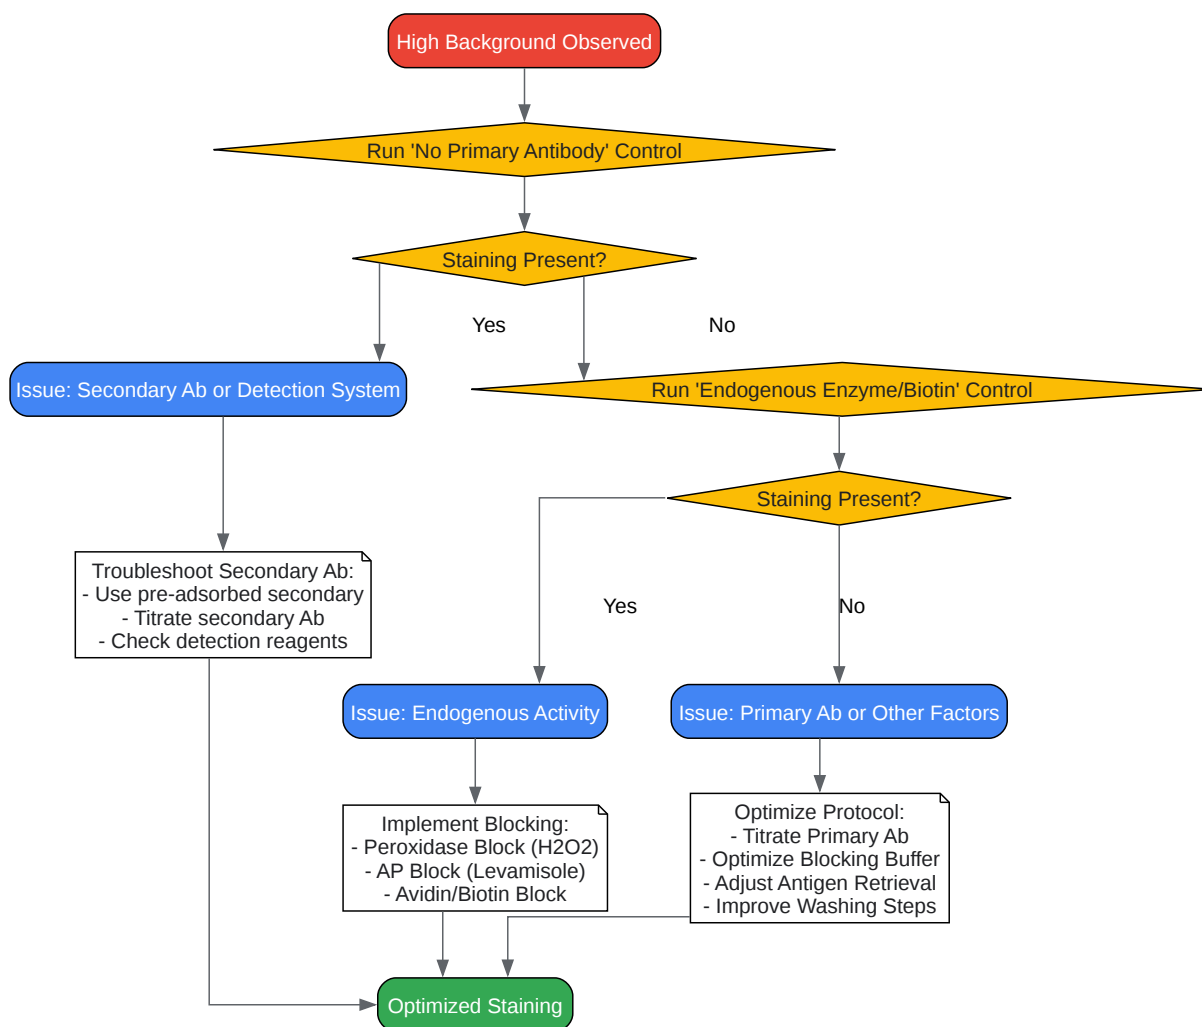 High Background Observed
Run 'No Primary Antibody' Control
Staining Present?
Yes
No
Issue: Secondary Ab or Detection System
Run 'Endogenous Enzyme/Biotin' Control
Staining Present?
Troubleshoot Secondary Ab:
- Use pre-adsorbed secondary
- Titrate secondary Ab
- Check detection reagents
Yes
No
Issue: Endogenous Activity
Issue: Primary Ab or Other Factors
Implement Blocking:
- Peroxidase Block (H2O2)
- AP Block (Levamisole)
- Avidin/Biotin Block
Optimize Protocol:
- Titrate Primary Ab
- Optimize Blocking Buffer
- Adjust Antigen Retrieval
- Improve Washing Steps
Optimized Staining